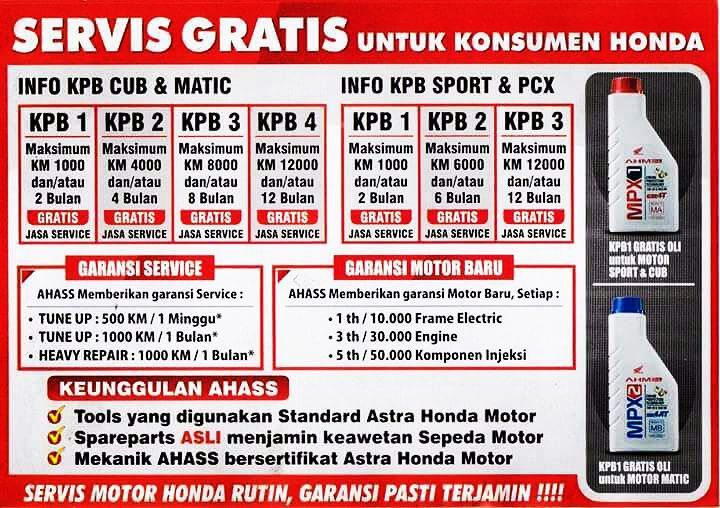 SERVIS GRATIS UNTUK KONSUMEN HONDA
INFO KPB CUB & MATIC
KPB 1
Maksimum
KM 1000
dan/atau
2 Bulan
GRATIS
JASA SERVICE
KPB 2
Maksimum
KM 4000
dan/atau
4 Bulan
GRATIS
JASA SERVICE
KPB 3
Maksimum
KM 8000
dan/atau
8 Bulan
GRATIS
JASA SERVICE
KPB 4
Maksimum
KM 12000
dan/atau
12 Bulan
GRATIS
JASA SERVICE
INFO KPB SPORT & PCX
KPB 1
Maksimum
KM 1000
dan/atau
2 Bulan
GRATIS
JASA SERVICE
KPB 2
Maksimum
KM 6000
dan/atau
6 Bulan
GRATIS
JASA SERVICE
KPB 3
Maksimum
KM 12000
dan/atau
12 Bulan
GRATIS
JASA SERVICE
GARANSI SERVICE
AHASS Memberikan garansi Service :
• TUNE UP : 500 KM / 1 Minggu*
• TUNE UP : 1000 KM / 1 Bulan*
• HEAVY REPAIR : 1000 KM / 1 Bulan*
GARANSI MOTOR BARU
AHASS Memberikan garansi Motor Baru, Setiap :
• 1 th / 10.000 Frame Electric
• 3 th / 30.000 Engine
• 5 th / 50.000 Komponen Injeksi
KEUNGGULAN AHASS
Tools yang digunakan Standard Astra Honda Motor
Spareparts ASLI menjamin keawetan Sepeda Motor
Mekanik AHASS bersertifikat Astra Honda Motor
AHM
MPX1
MA
KPB1 GRATIS OLI
untuk MOTOR
SPORT & CUB
AHM
MPX2
MB
KPB1 GRATIS OLI
untuk MOTOR MATIC
SERVIS MOTOR HONDA RUTIN, GARANSI PASTI TERJAMIN !!!!